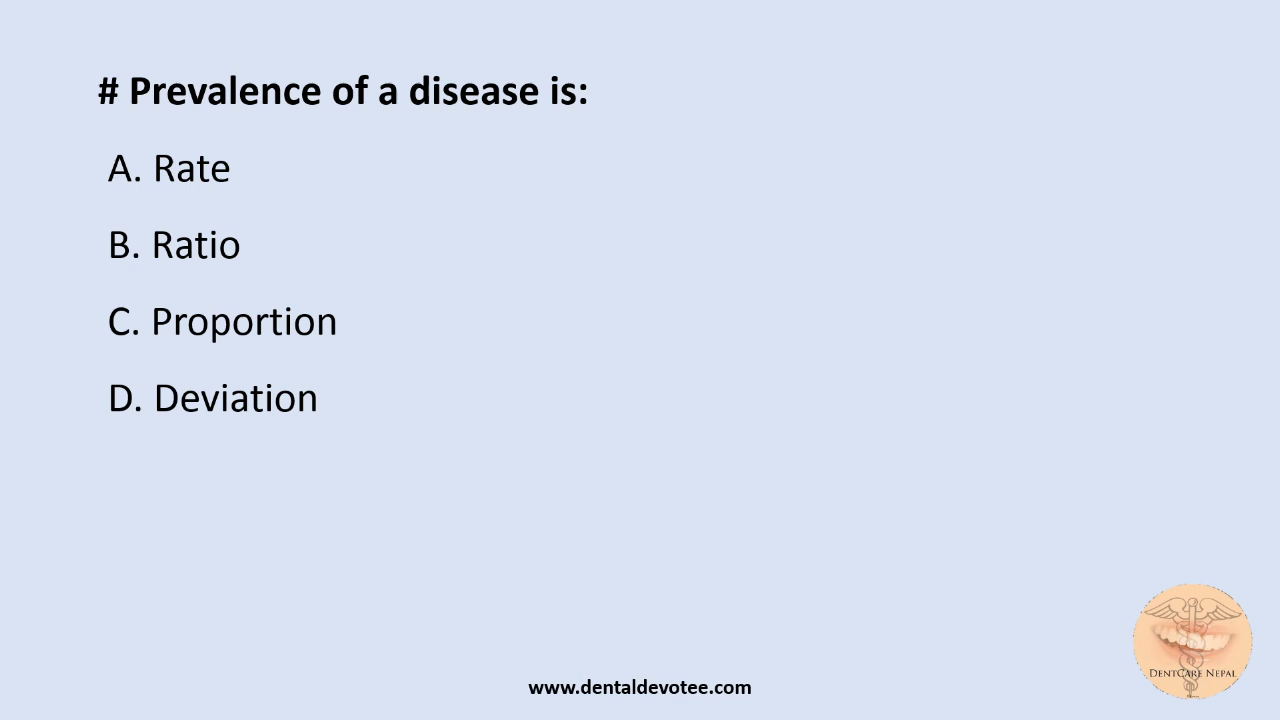 # Prevalence of a disease is:
A. Rate
B. Ratio
C. Proportion
D. Deviation
DentCare Nepal
www.dentaldevotee.com